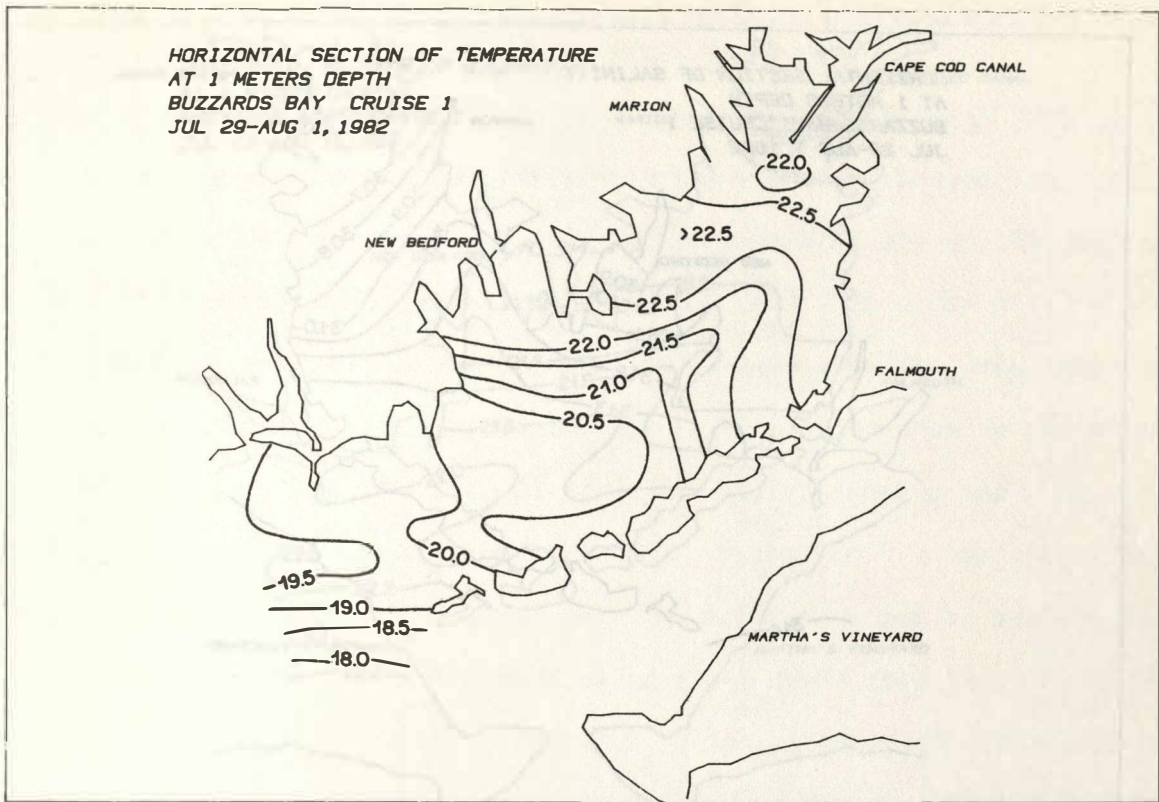 HORIZONTAL SECTION OF TEMPERATURE
AT 1 METERS DEPTH
BUZZARDS BAY CRUISE 1
JUL 29-AUG 1, 1982
CAPE COD CANAL
MARION
22.0
22.5
>22.5
NEW BEDFORD
22.5
22.0
21.5
21.0
FALMOUTH
20.5
20.0
19.5
19.0
18.5
18.0
MARTHA'S VINEYARD